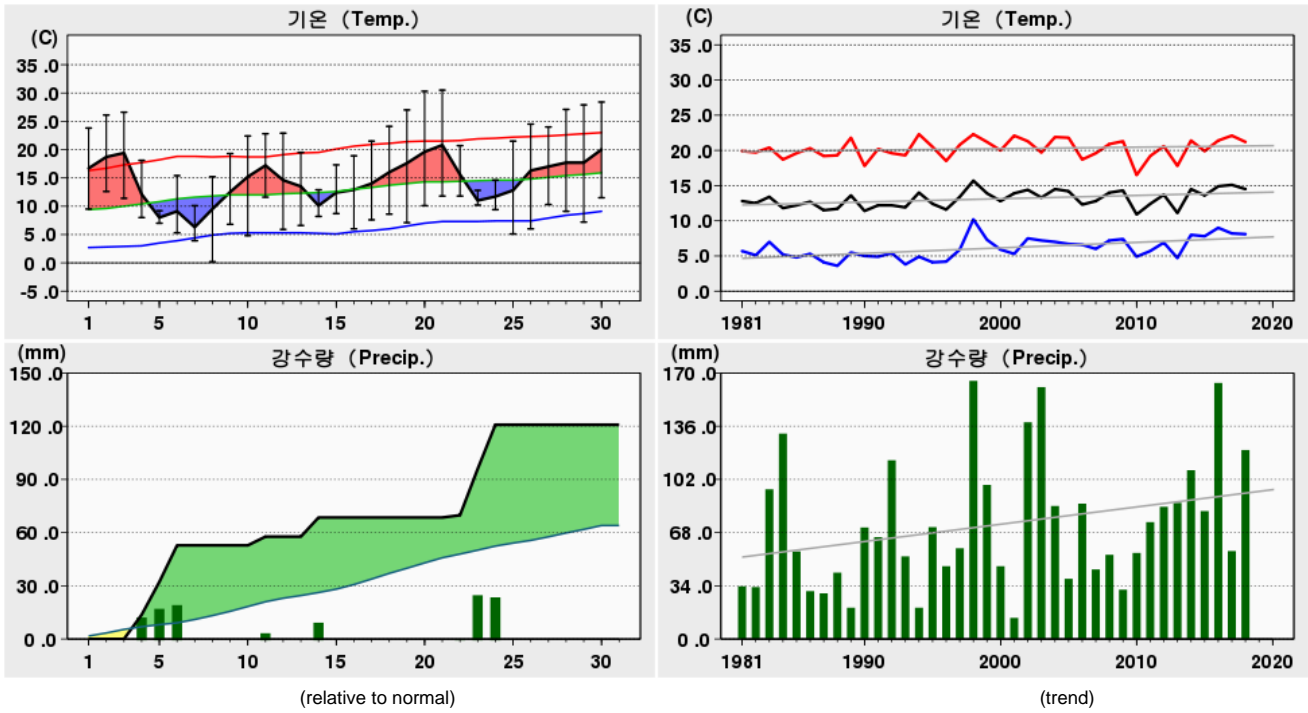 기온 (Temp.)
(C)
35 .0
30 .0
25 .0
20 .0
15 .0
10 .0
5 .0
0 .0
-5 .0
1 5 10 15 20 25 30
기온 (Temp.)
(C)
35 .0
30 .0
25 .0
20 .0
15 .0
10 .0
5 .0
0 .0
1981 1990 2000 2010 2020
강수량 (Precip.)
(mm)
150 .0
120 .0
90 .0
60 .0
30 .0
0 .0
1 5 10 15 20 25 30
(relative to normal)
강수량 (Precip.)
(mm)
170 .0
136 .0
102 .0
68 .0
34 .0
0 .0
1981 1990 2000 2010 2020
(trend)